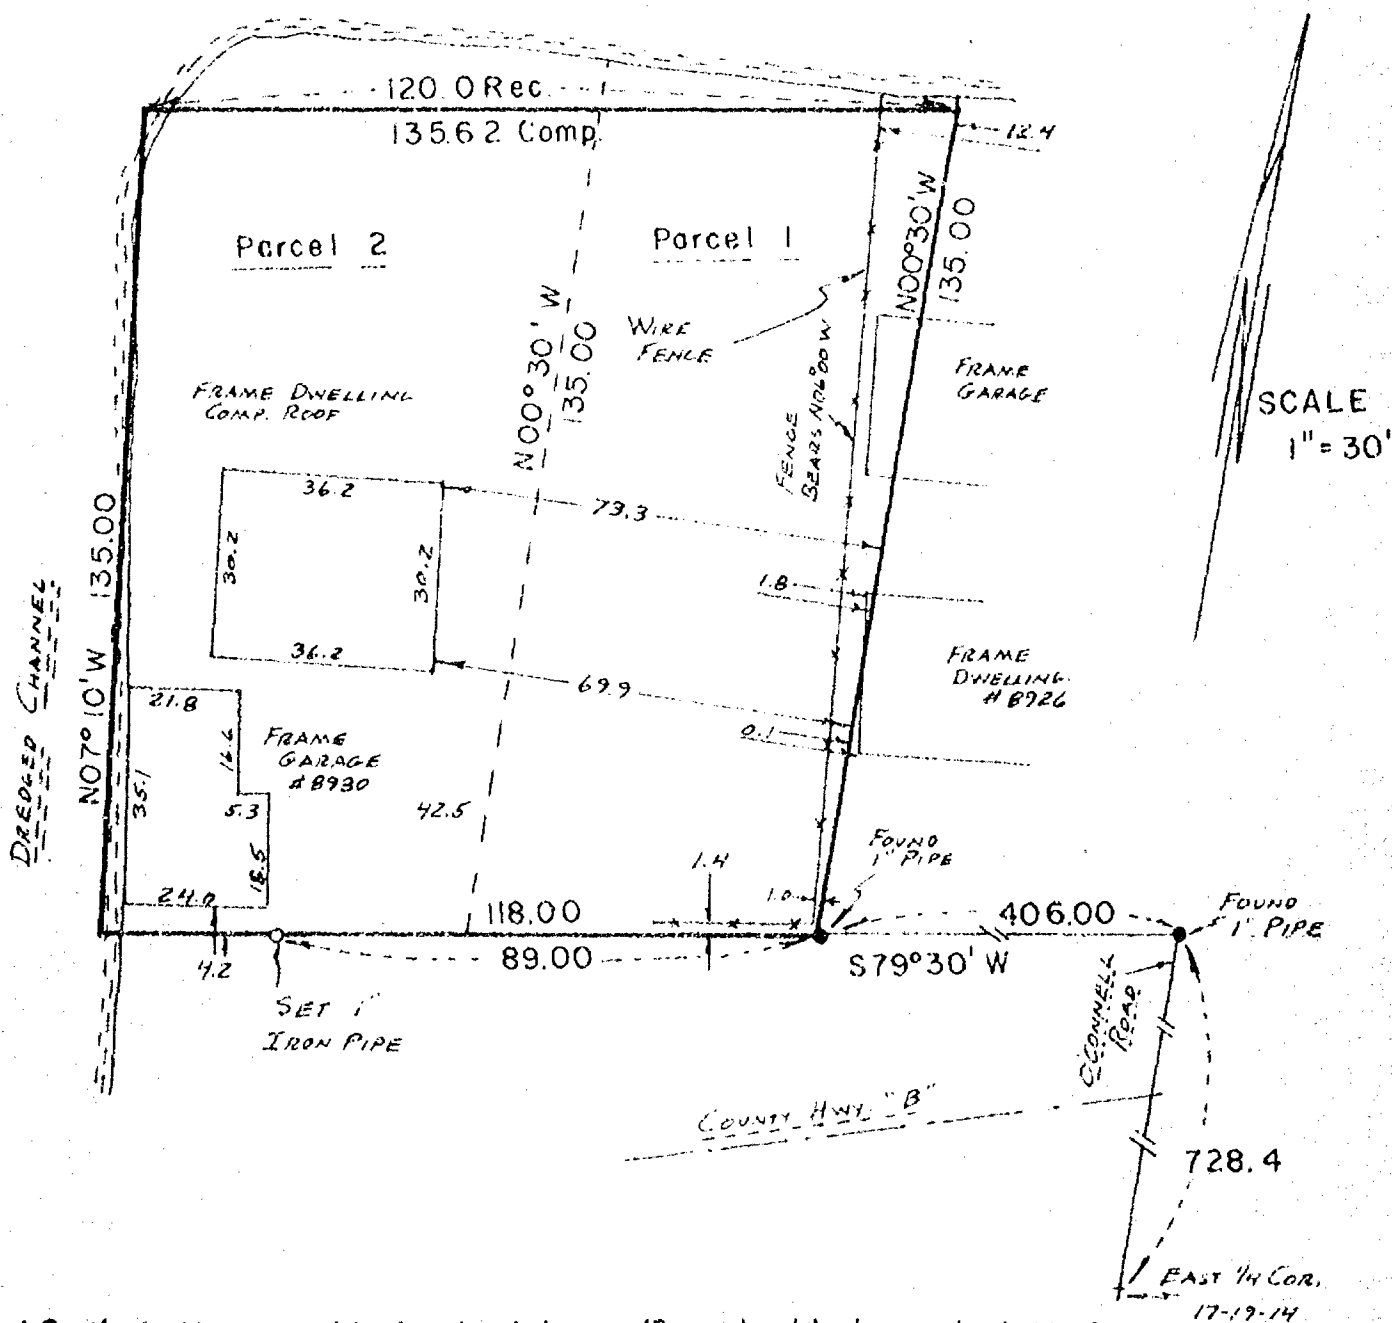 120.0 Rec.
135.62 Comp.
12.4
Parcel 2
Parcel 1
N00°30'W
135.00
N00°30'W
135.00
WIRE
FENCE
FENCE
BEARS N06°00'W
FRAME
GARAGE
SCALE
1" = 30'
FRAME DWELLING
COMP. ROOF
36.2
73.3
30.2
30.2
36.2
1.8
69.9
0.1
FRAME
DWELLING
# 8926
DREDGED CHANNEL
N07°10'W 135.00
21.8
16.6
35.1
5.3
18.5
24.0
FRAME
GARAGE
# 8930
42.5
1.4
1.0
FOUND
1" PIPE
118.00
89.00
406.00
S79°30'W
FOUND
1" PIPE
4.2
SET 1"
IRON PIPE
O'CONNELL
ROAD
COUNTY HWY. "B"
728.4
EAST 1/4 COR.
17-19-14